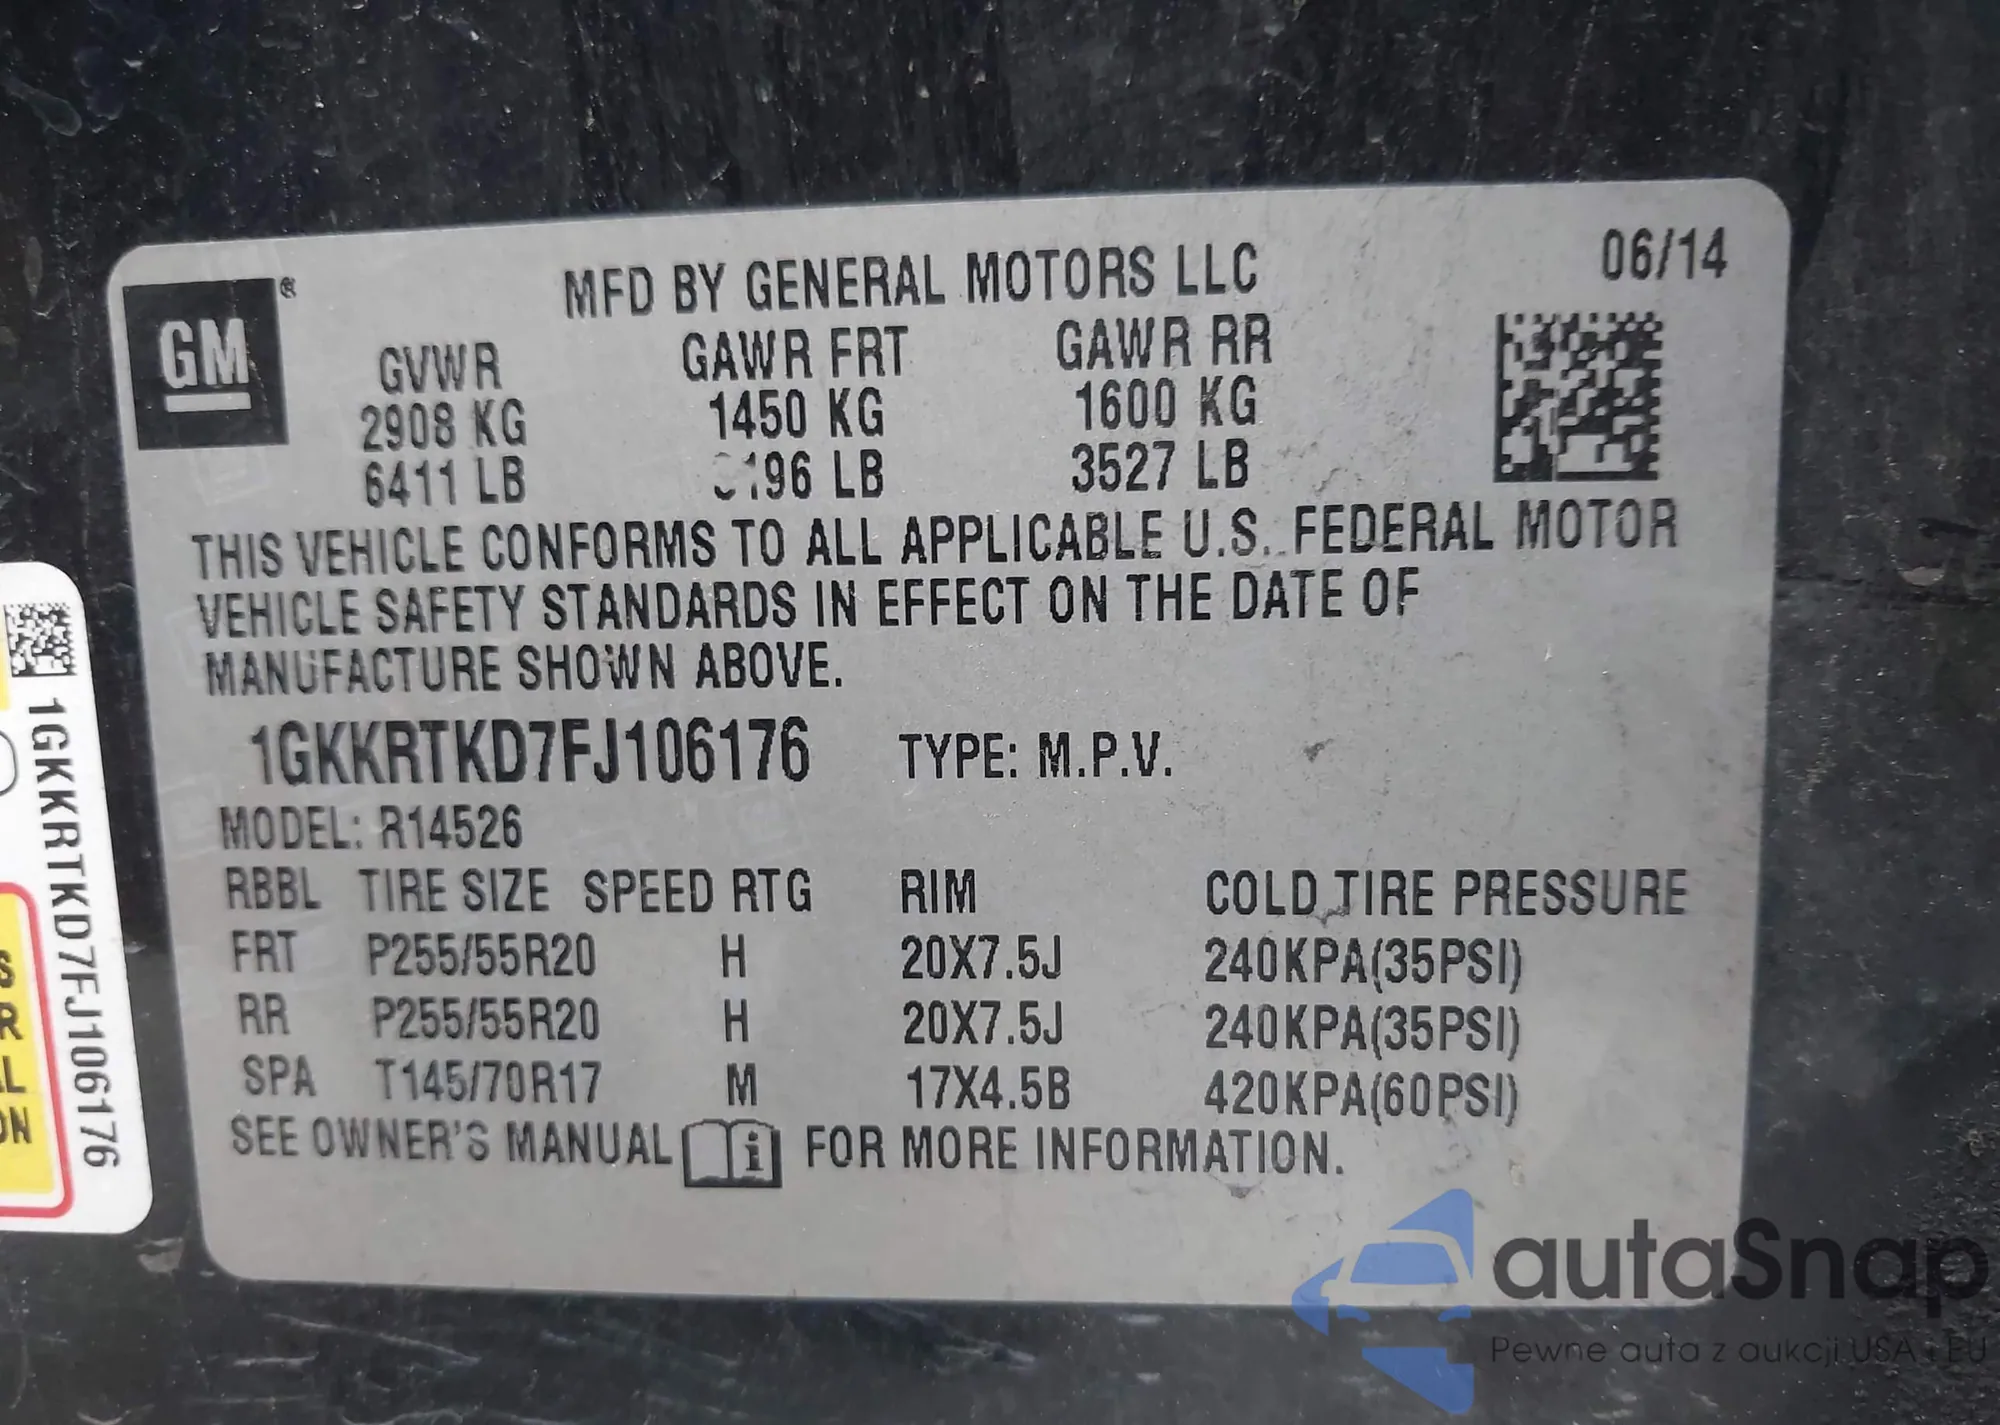 GM ®
MFD BY GENERAL MOTORS LLC
06/14
GVWR GAWR FRT GAWR RR
2908 KG 1450 KG 1600 KG
6411 LB 3196 LB 3527 LB
THIS VEHICLE CONFORMS TO ALL APPLICABLE U.S. FEDERAL MOTOR
VEHICLE SAFETY STANDARDS IN EFFECT ON THE DATE OF
MANUFACTURE SHOWN ABOVE.
1GKKRTKD7FJ106176 TYPE: M.P.V.
MODEL: R14526
RBBL TIRE SIZE SPEED RTG RIM COLD TIRE PRESSURE
FRT P255/55R20 H 20X7.5J 240KPA(35PSI)
RR P255/55R20 H 20X7.5J 240KPA(35PSI)
SPA T145/70R17 M 17X4.5B 420KPA(60PSI)
SEE OWNER'S MANUAL i FOR MORE INFORMATION.
1GKKRTKD7FJ106176
S
R
L
ON
autaSnap
Pewne auta z aukcji USA i EU